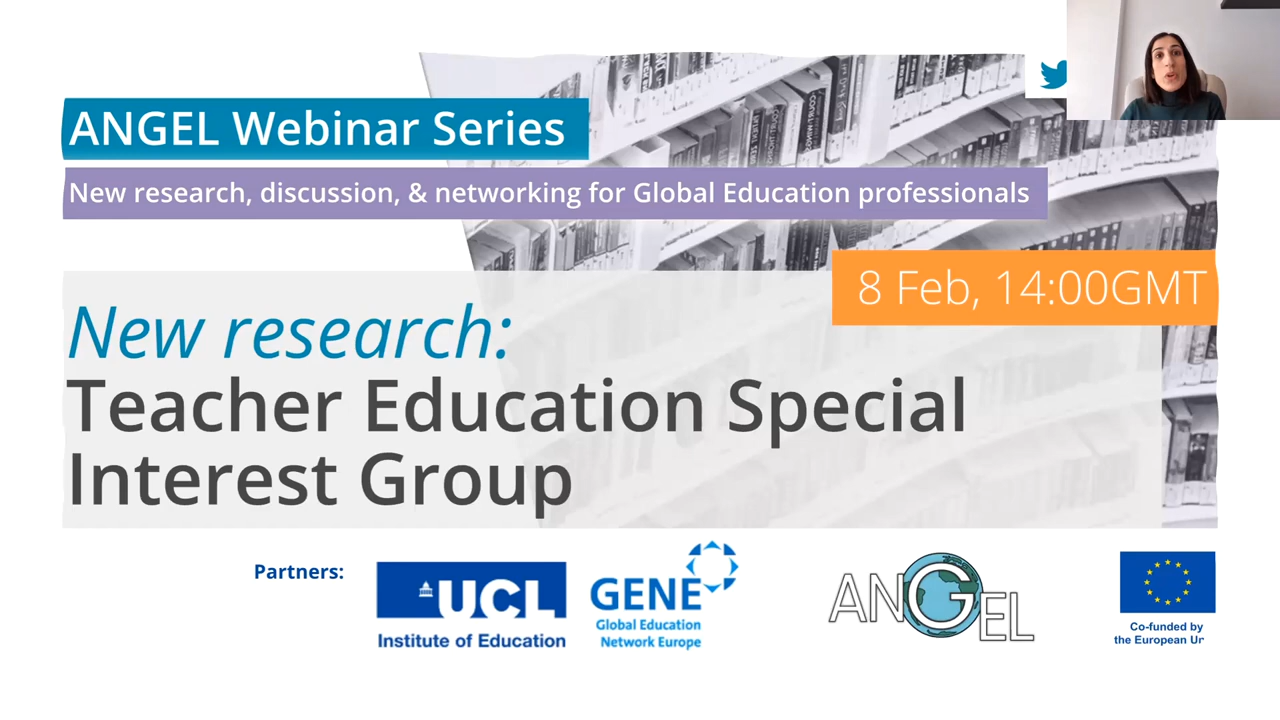 ANGEL Webinar Series
New research, discussion, & networking for Global Education professionals
8 Feb, 14:00GMT
New research:
Teacher Education Special
Interest Group
Partners:
UCL
Institute of Education
GENE
Global Education
Network Europe
ANGEL
Co-funded by
the European Un